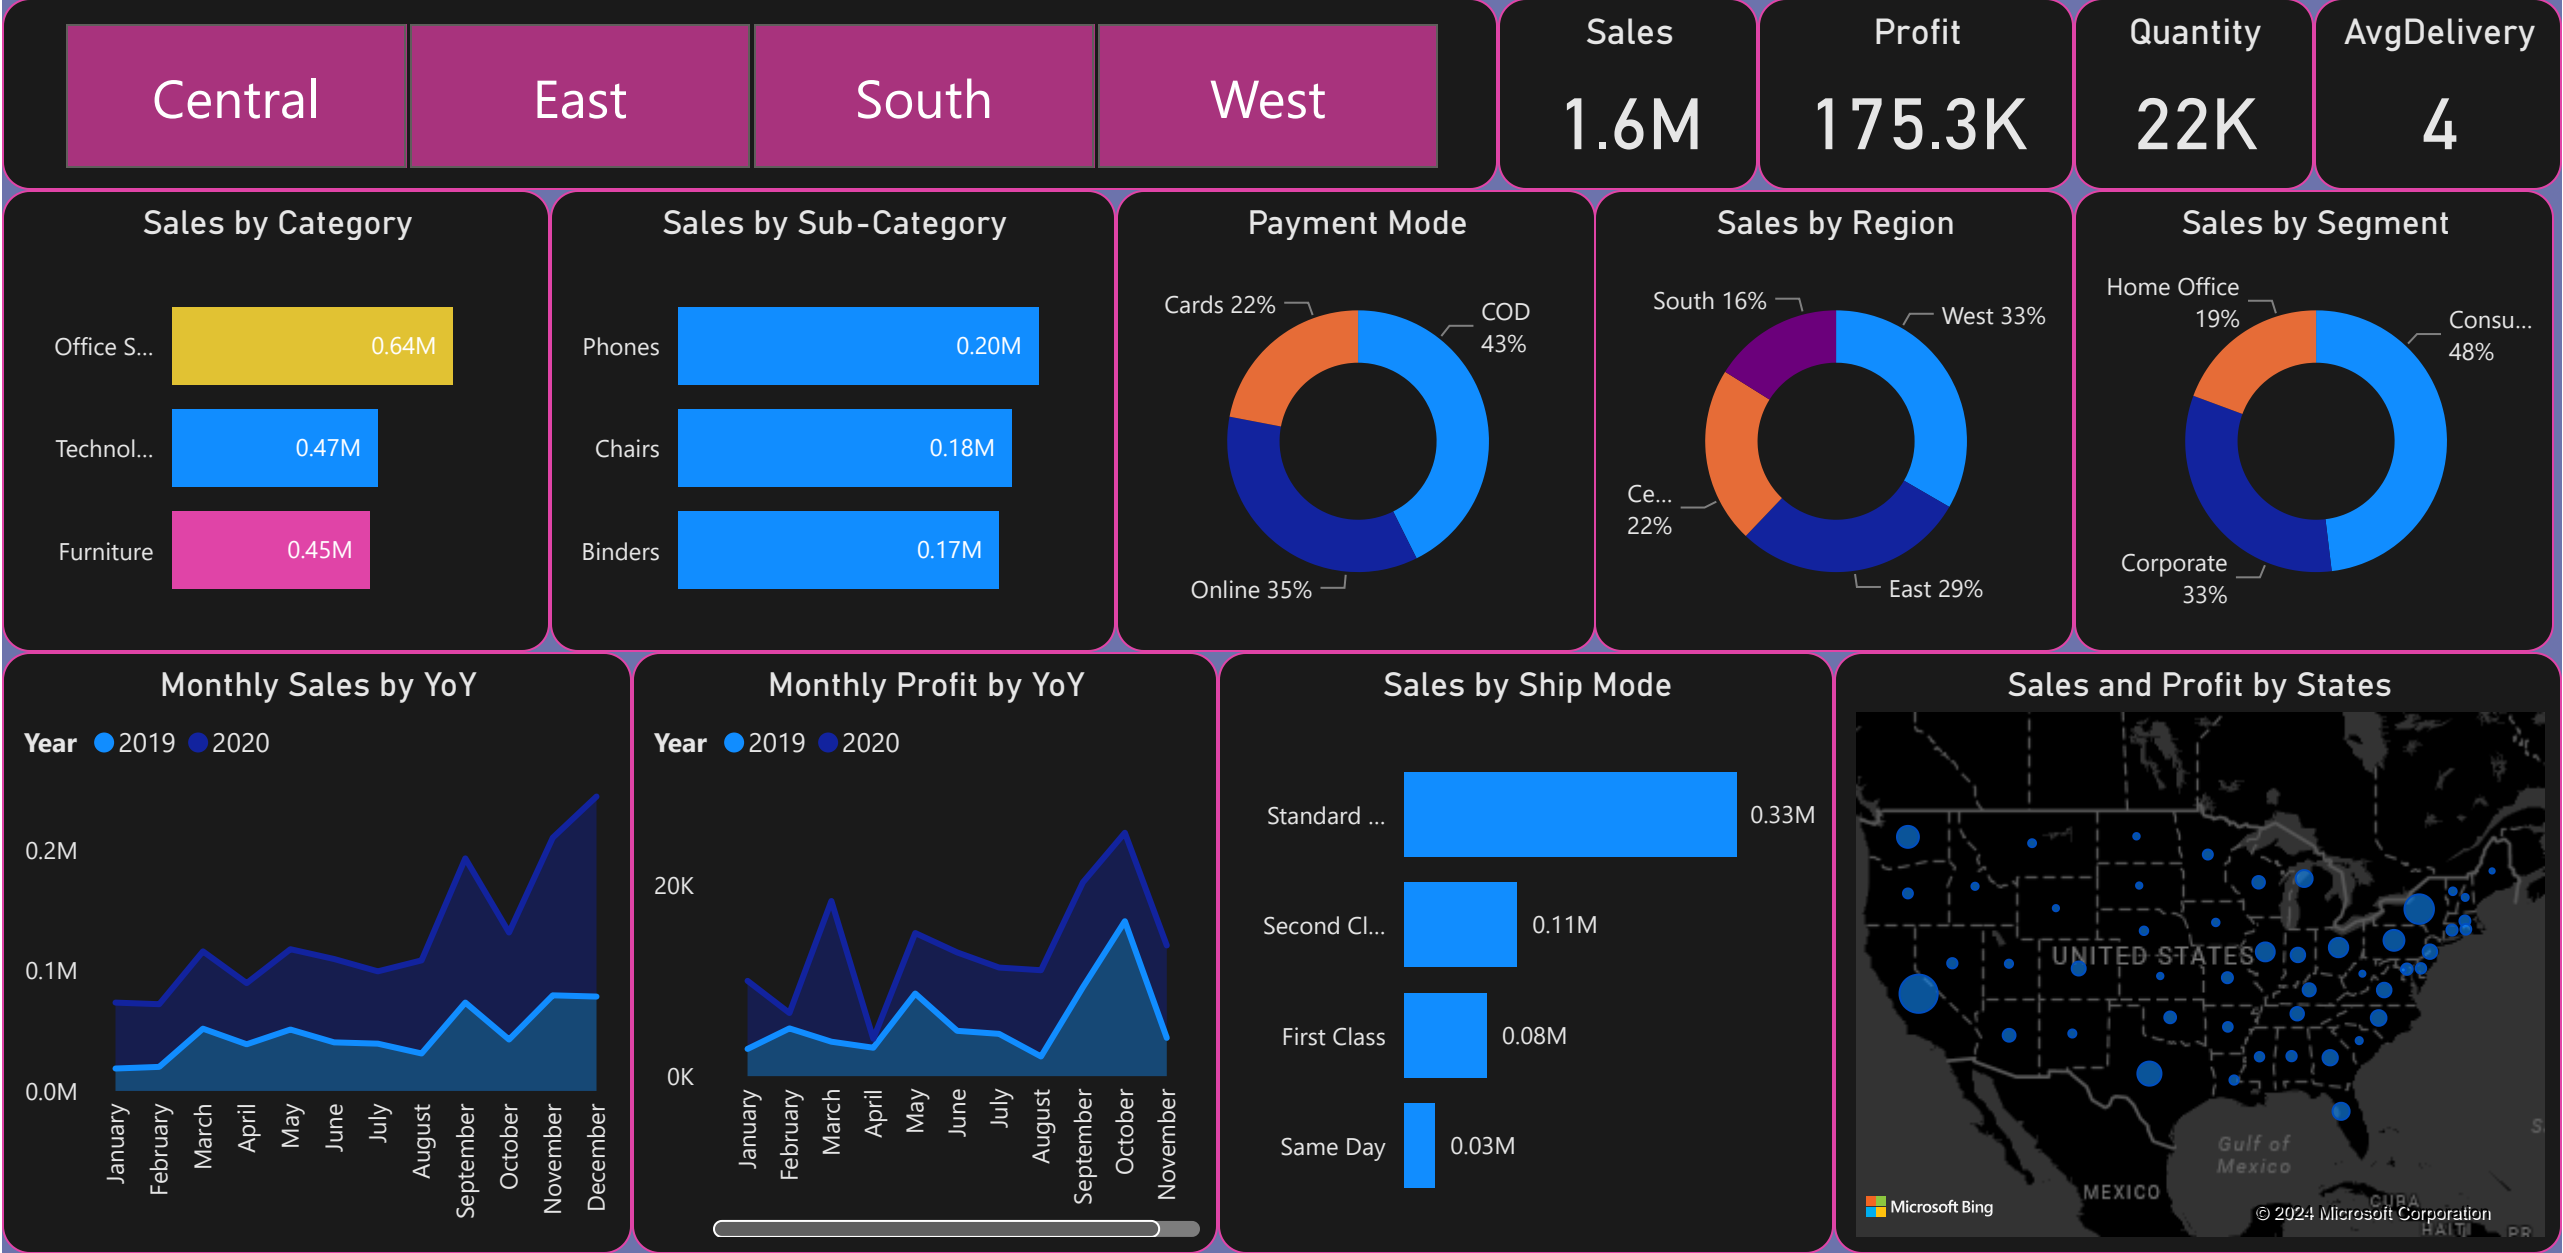 Central
East
South
West
Sales
1.6M
Profit
175.3K
Quantity
22K
AvgDelivery
4
Sales by Category
Office S...
0.64M
Technol...
0.47M
Furniture
0.45M
Sales by Sub-Category
Phones
0.20M
Chairs
0.18M
Binders
0.17M
Payment Mode
Cards 22%
COD
43%
Online 35%
Sales by Region
South 16%
West 33%
Ce...
22%
East 29%
Sales by Segment
Home Office
19%
Consu...
48%
Corporate
33%
Monthly Sales by YoY
Year 2019 2020
0.2M
0.1M
0.0M
January
February
March
April
May
June
July
August
September
October
November
December
Monthly Profit by YoY
Year 2019 2020
20K
0K
January
February
March
April
May
June
July
August
September
October
November
Sales by Ship Mode
Standard ...
0.33M
Second Cl...
0.11M
First Class
0.08M
Same Day
0.03M
Sales and Profit by States
UNITED STATES
Gulf of
Mexico
MEXICO
CUBA
HAITI
PR
S
Microsoft Bing
© 2024 Microsoft Corporation